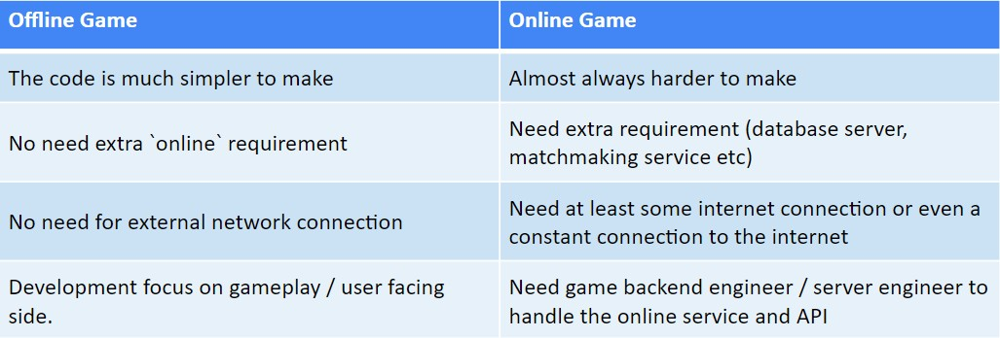 Offline Game
Online Game
The code is much simpler to make
Almost always harder to make
No need extra `online` requirement
Need extra requirement (database server,
matchmaking service etc)
No need for external network connection
Need at least some internet connection or even a
constant connection to the internet
Development focus on gameplay / user facing
side.
Need game backend engineer / server engineer to
handle the online service and API